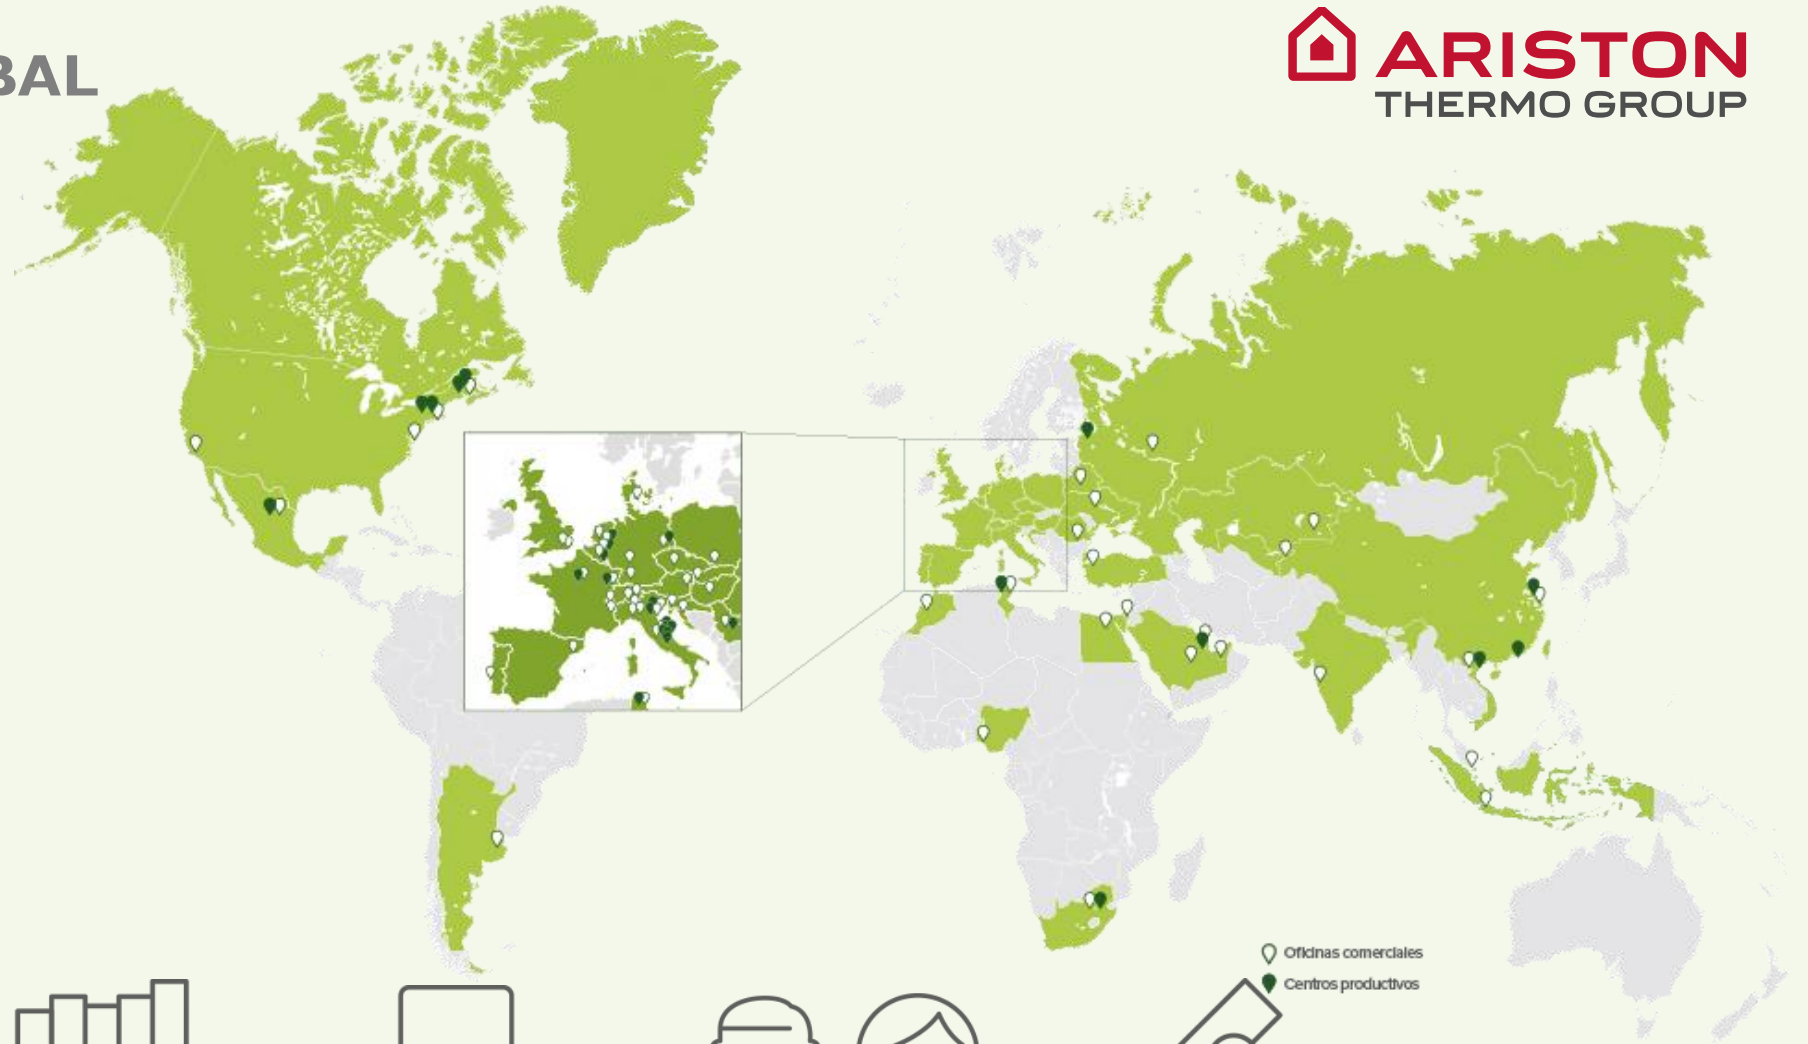 BAL
ARISTON
THERMO GROUP
Oficinas comerciales
Centros productivos